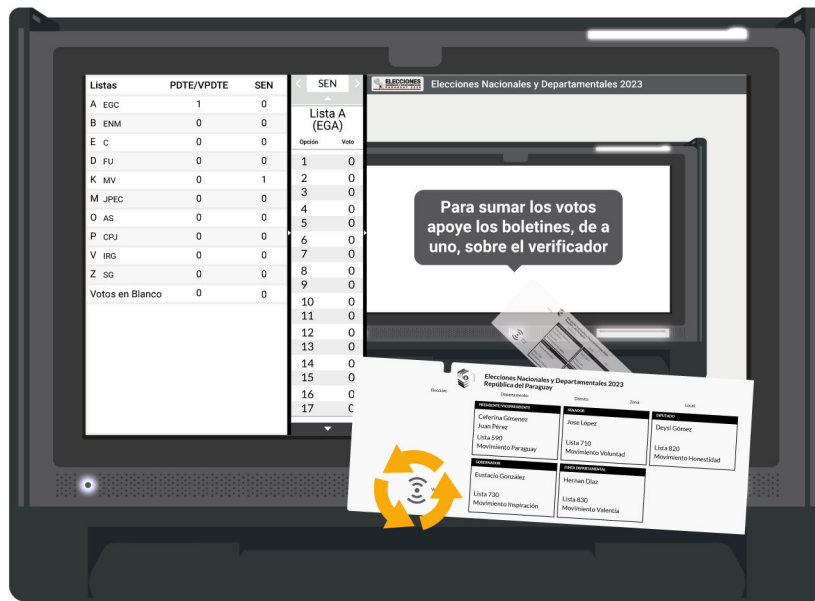 Listas PDTE/VPDTE SEN
A EGC 1 0
B ENM 0 0
E C 0 0
D FU 0 0
K MV 0 1
M JPEC 0 0
O AS 0 0
P CPJ 0 0
V IRG 0 0
Z SG 0 0
Votos en Blanco 0 0
SEN
Lista A
(EGA)
Opción Voto
1 0
2 0
3 0
4 0
5 0
6 0
7 0
8 0
9 0
10 0
11 0
12 0
13 0
14 0
15 0
16 0
17 0
ELECCIONES
Elecciones Nacionales y Departamentales 2023
Para sumar los votos
apoye los boletines, de a
uno, sobre el verificador
Elecciones Nacionales y Departamentales 2023
República del Paraguay
Eleccion: Departamento: Distrito: Zona: Local:
PRESIDENTE/VICEPRESIDENTE
Ceferina Gimenez
Juan Pérez
Lista 590
Movimiento Paraguay
SENADOR
Jose López
Lista 710
Movimiento Voluntad
DIPUTADO
Deysi Gómez
Lista 820
Movimiento Honestidad
GOBERNADOR
Eustacio González
Lista 730
Movimiento Inspiración
JUNTA DEPARTAMENTAL
Hernan Díaz
Lista 830
Movimiento Valentía